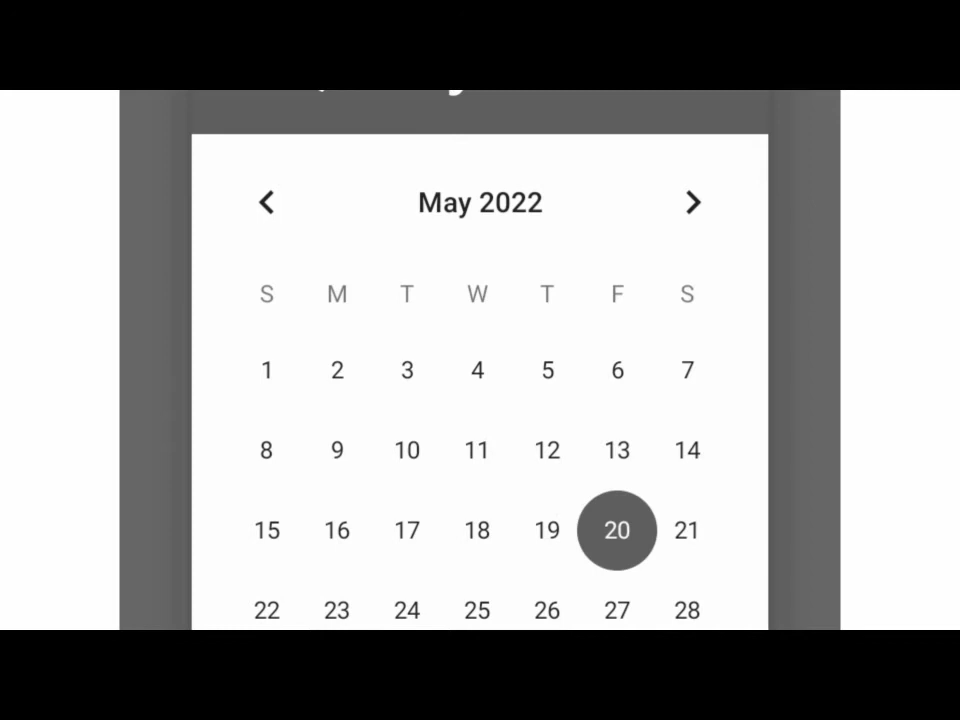 May 2022
S M T W T F S
1 2 3 4 5 6 7
8 9 10 11 12 13 14
15 16 17 18 19 20 21
22 23 24 25 26 27 28